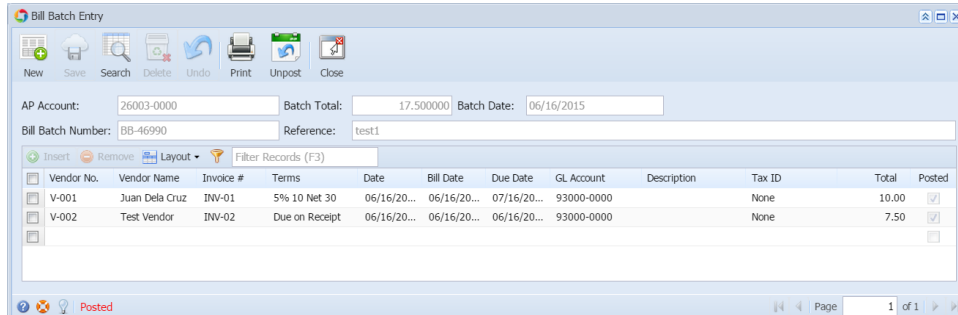 Bill Batch Entry
New Save Search Delete Undo Print Unpost Close
AP Account: 26003-0000 Batch Total: 17.500000 Batch Date: 06/16/2015
Bill Batch Number: BB-46990 Reference: test1
Insert Remove Layout Filter Records (F3)
Vendor No. Vendor Name Invoice # Terms Date Bill Date Due Date GL Account Description Tax ID Total Posted
V-001 Juan Dela Cruz INV-01 5% 10 Net 30 06/16/20... 06/16/20... 07/16/20... 93000-0000 None 10.00
V-002 Test Vendor INV-02 Due on Receipt 06/16/20... 06/16/20... 06/16/20... 93000-0000 None 7.50
Posted Page 1 of 1